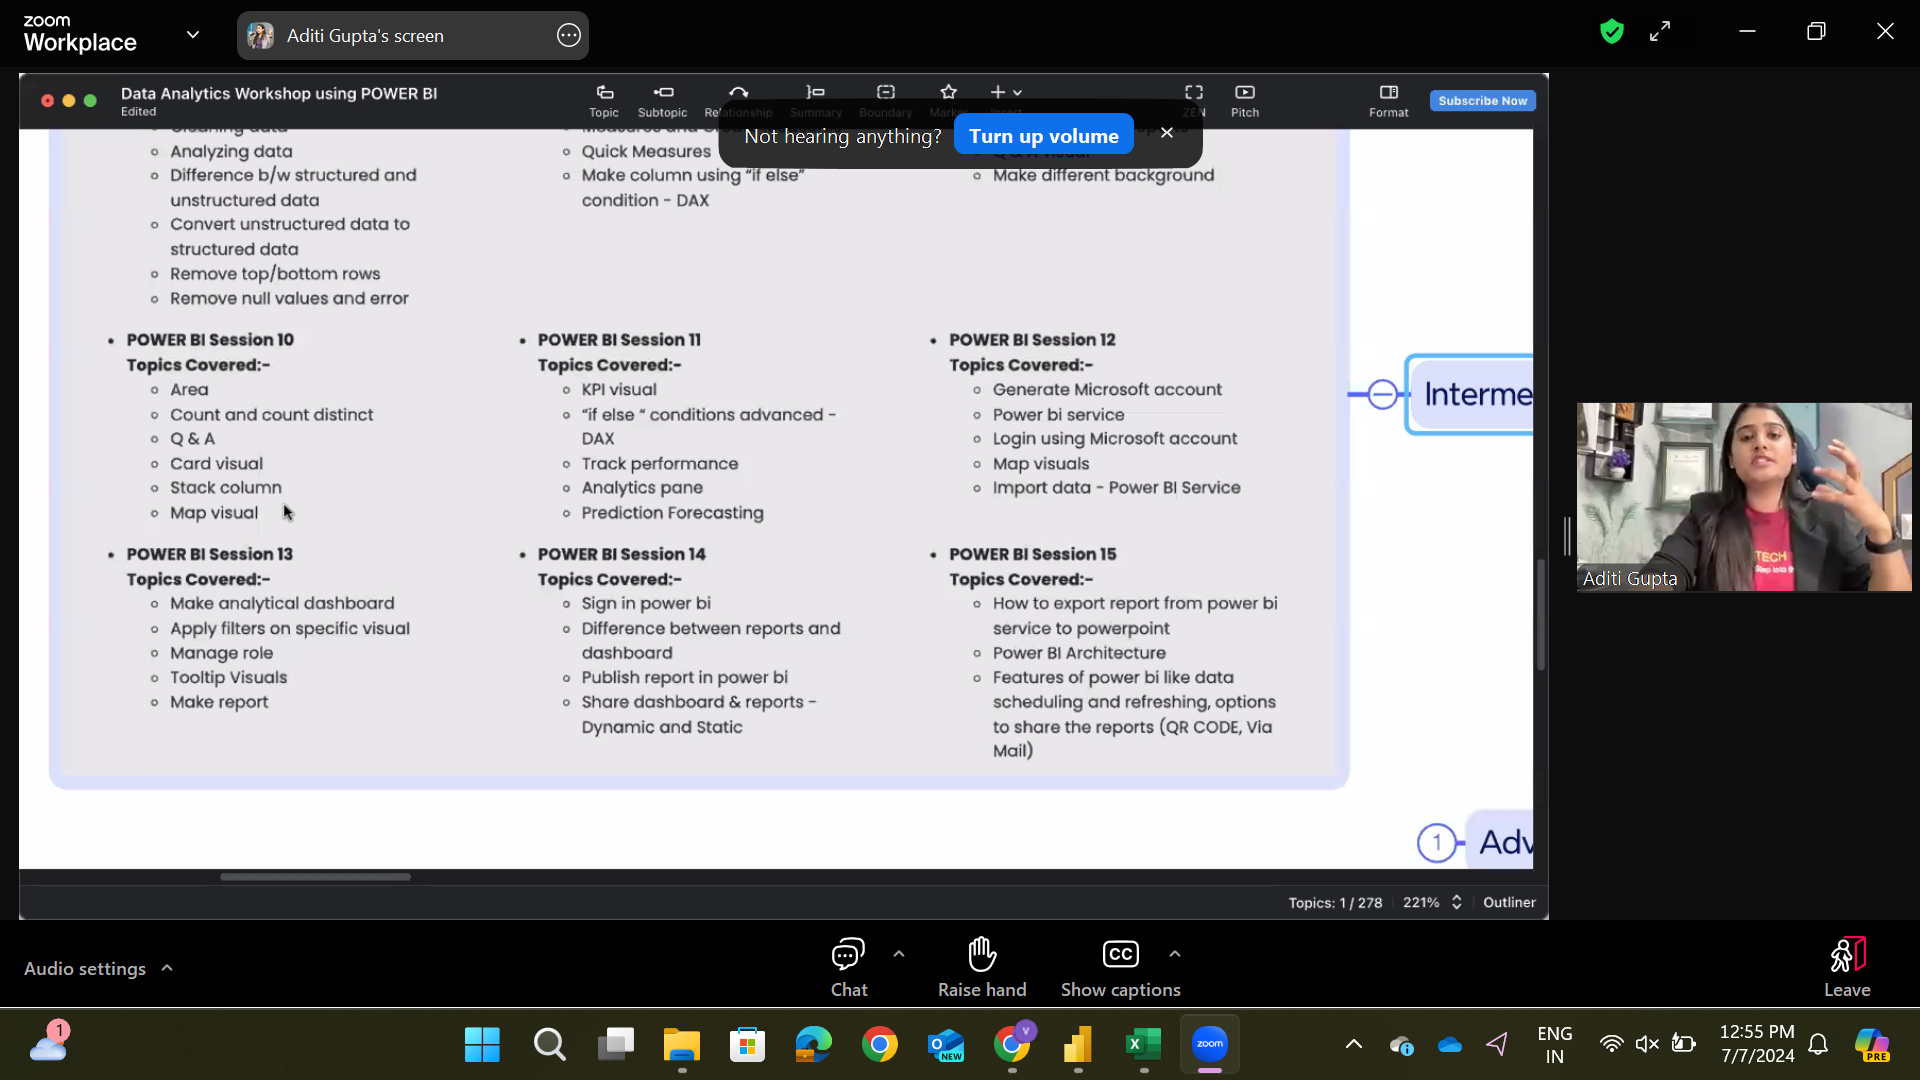 zoom
Workplace
Aditi Gupta's screen
Data Analytics Workshop using POWER BI
Edited
Topic
Subtopic
Relationship
Summary
Boundary
ZEN
Pitch
Format
Subscribe Now
Not hearing anything?
Turn up volume
Cleaning data
Analyzing data
Difference b/w structured and
unstructured data
Convert unstructured data to
structured data
Remove top/bottom rows
Remove null values and error
Quick Measures
Make column using “if else”
condition - DAX
Q & A visual
Make different background
POWER BI Session 10
Topics Covered:-
Area
Count and count distinct
Q & A
Card visual
Stack column
Map visual
POWER BI Session 11
Topics Covered:-
KPI visual
“if else “ conditions advanced -
DAX
Track performance
Analytics pane
Prediction Forecasting
POWER BI Session 12
Topics Covered:-
Generate Microsoft account
Power bi service
Login using Microsoft account
Map visuals
Import data - Power BI Service
POWER BI Session 13
Topics Covered:-
Make analytical dashboard
Apply filters on specific visual
Manage role
Tooltip Visuals
Make report
POWER BI Session 14
Topics Covered:-
Sign in power bi
Difference between reports and
dashboard
Publish report in power bi
Share dashboard & reports -
Dynamic and Static
POWER BI Session 15
Topics Covered:-
How to export report from power bi
service to powerpoint
Power BI Architecture
Features of power bi like data
scheduling and refreshing, options
to share the reports (QR CODE, Via
Mail)
Interme
1
Adv
TECH
Aditi Gupta
Topics: 1 / 278
221%
Outliner
Audio settings
Chat
Raise hand
CC
Show captions
Leave
1
NEW
V
zoom
ENG
IN
12:55 PM
7/7/2024
PRE